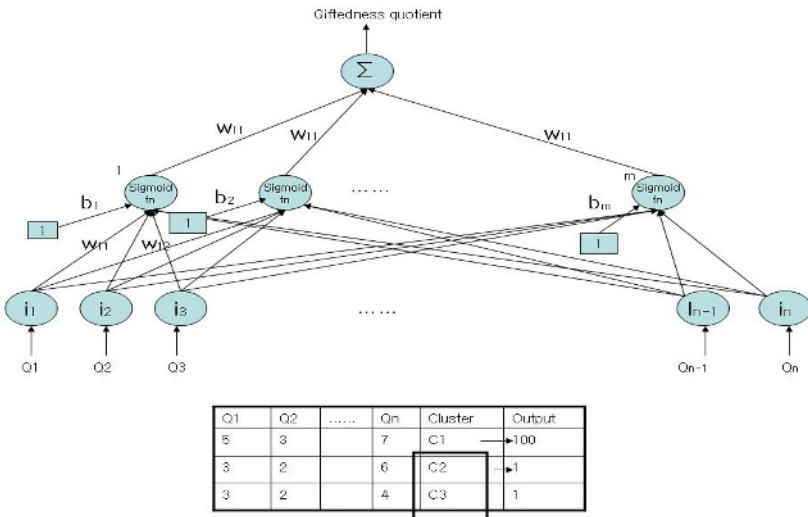 Giftedness quotient
Σ
w11 w11 w11
1 m
Sigmoid fn Sigmoid fn …… Sigmoid fn
b1 b2 bm
1 1 1
w11 w12
i1 i2 i3 …… In-1 in
Q1 Q2 Q3 Qn-1 Qn
Q1 Q2 …… Qn Cluster Output
5 3 7 C1 100
3 2 6 C2 1
3 2 4 C3 1